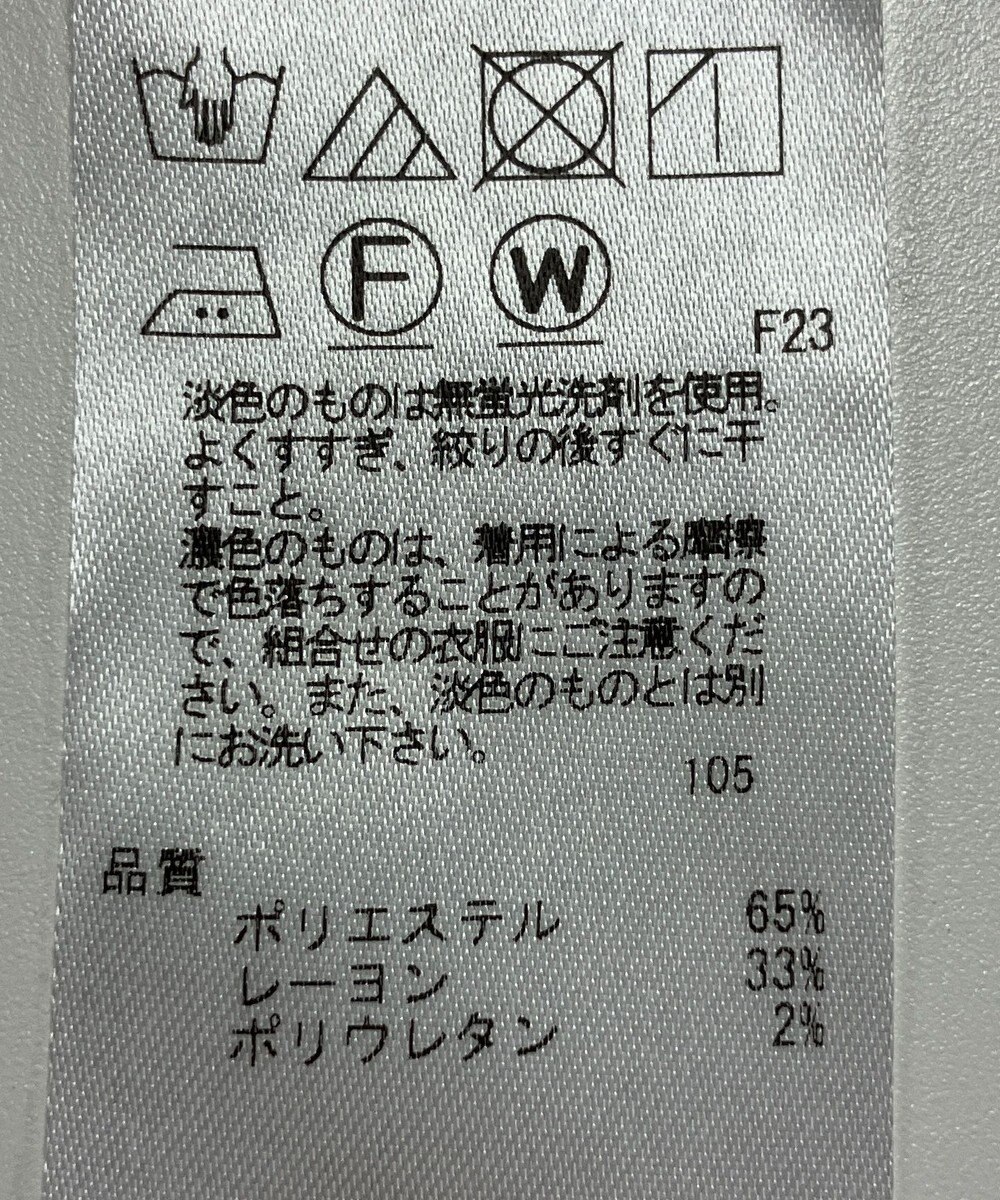 F W
F23
淡色のものは無蛍光洗剤を使用。
よくすすぎ、絞りの後すぐに干
すこと。
濃色のものは、着用による摩擦
で色落ちすることがありますの
で、組合せの衣服にご注意くだ
さい。また、淡色のものとは別
にお洗い下さい。
105
品質
ポリエステル 65%
レーヨン 33%
ポリウレタン 2%